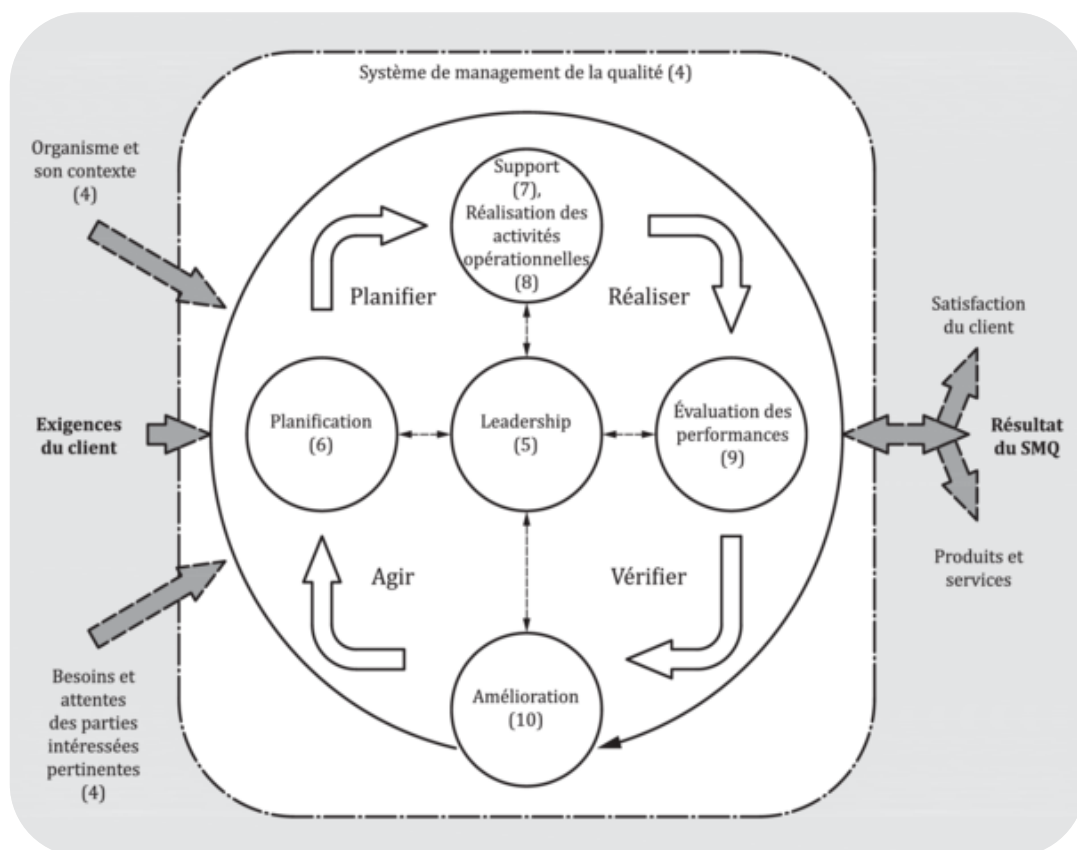 Système de management de la qualité (4)
Organisme et
son contexte
(4)
Support
(7),
Réalisation des
activités
opérationnelles
(8)
Planifier
Réaliser
Satisfaction
du client
Exigences
du client
Planification
(6)
Leadership
(5)
Évaluation des
performances
(9)
Résultat
du SMQ
Agir
Vérifier
Produits et
services
Besoins et
attentes
des parties
intéressées
pertinentes
(4)
Amélioration
(10)